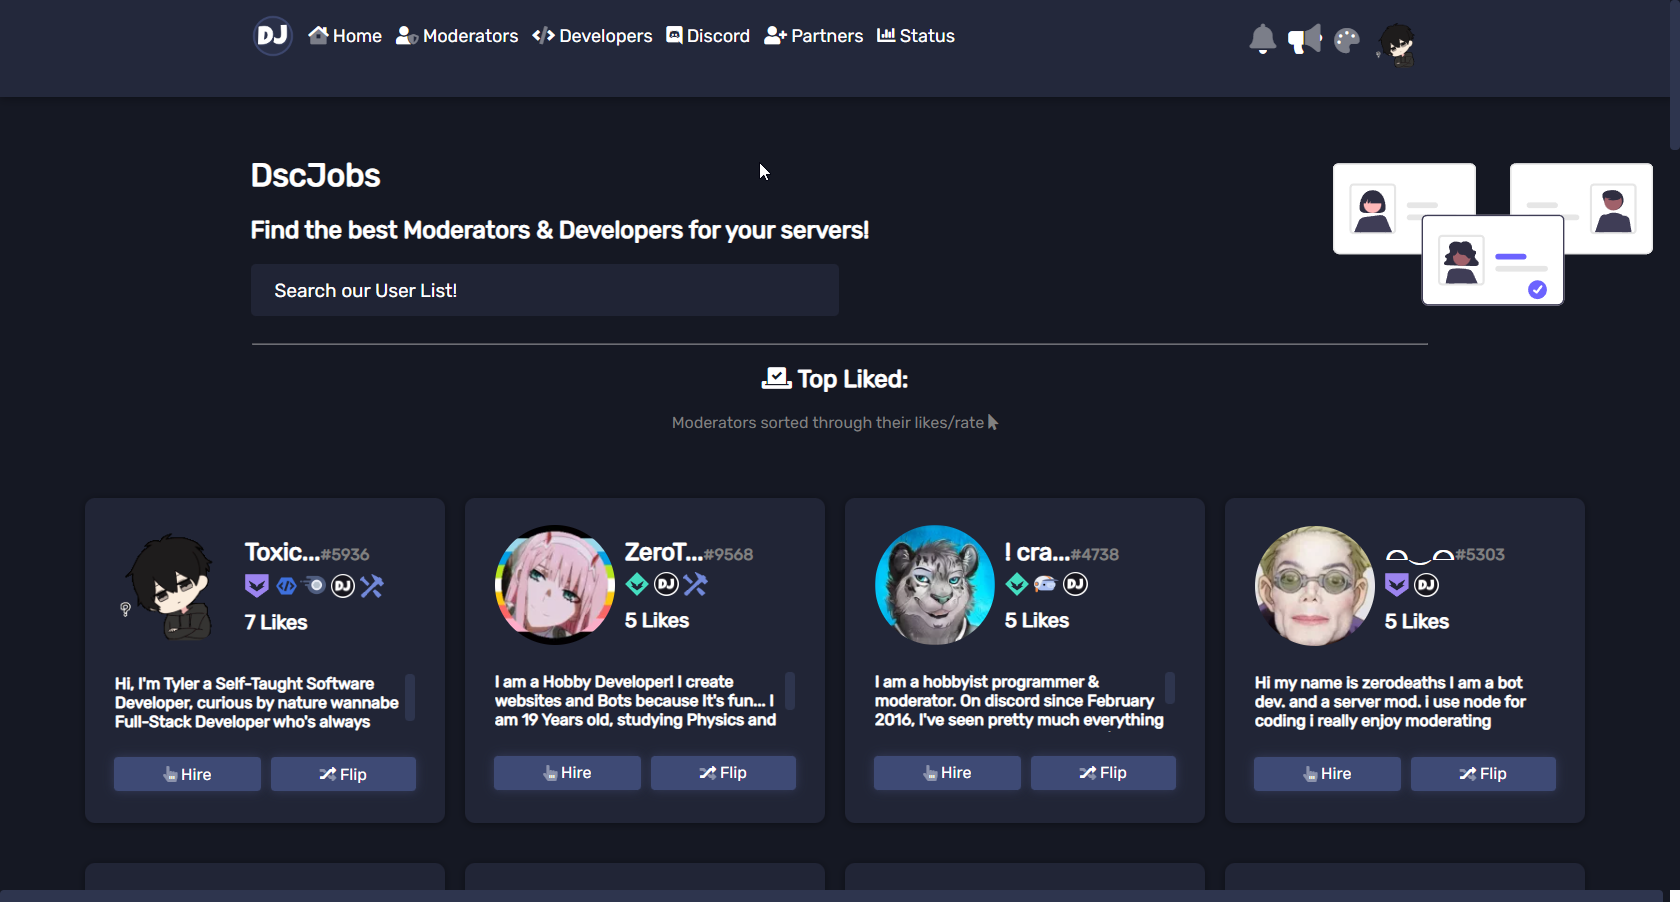 DJ Home Moderators Developers Discord Partners Status
DscJobs
Find the best Moderators & Developers for your servers!
Search our User List!
Top Liked:
Moderators sorted through their likes/rate
Toxic...#5936
DJ
7 Likes
Hi, I'm Tyler a Self-Taught Software
Developer, curious by nature wannabe
Full-Stack Developer who's always
Hire Flip
ZeroT...#9568
DJ
5 Likes
I am a Hobby Developer! I create
websites and Bots because It's fun... I
am 19 Years old, studying Physics and
Hire Flip
! cra...#4738
DJ
5 Likes
I am a hobbyist programmer &
moderator. On discord since February
2016, I've seen pretty much everything
Hire Flip
#5303
DJ
5 Likes
Hi my name is zerodeaths I am a bot
dev. and a server mod. i use node for
coding i really enjoy moderating
Hire Flip